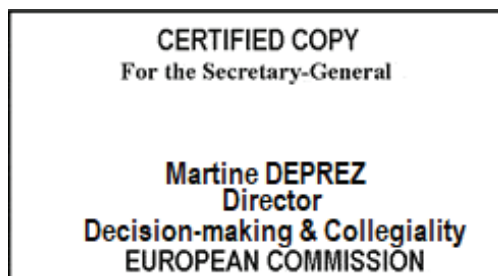 CERTIFIED COPY
For the Secretary-General
Martine DEPREZ
Director
Decision-making & Collegiality
EUROPEAN COMMISSION